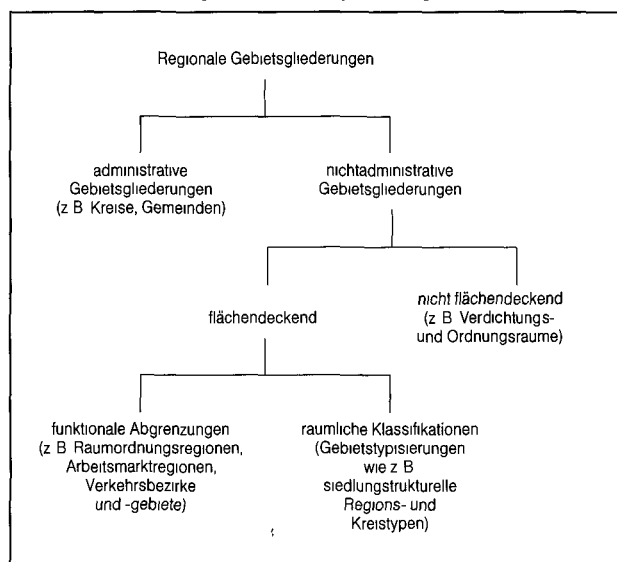 Regionale Gebietsgliederungen
administrative
Gebietsgliederungen
(z B Kreise, Gemeinden)
nichtadministrative
Gebietsgliederungen
flächendeckend
nicht flächendeckend
(z B Verdichtungs-
und Ordnungsraume)
funktionale Abgrenzungen
(z B Raumordnungsregionen,
Arbeitsmarktregionen,
Verkehrsbezirke
und -gebiete)
raumliche Klassifikationen
(Gebietstypisierungen
wie z B
siedlungsstrukturelle
Regions- und
Kreistypen)